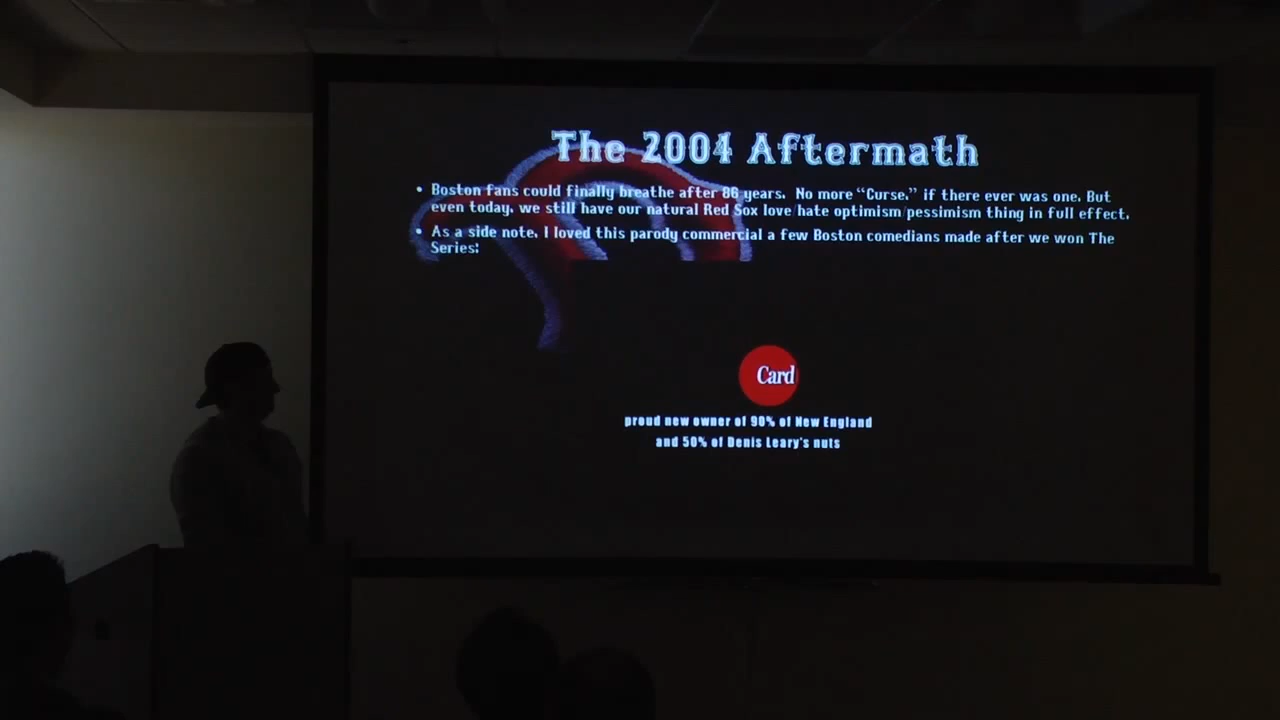 The 2004 Aftermath
• Boston fans could finally breathe after 86 years. No more “Curse,” if there ever was one. But
even today, we still have our natural Red Sox love/hate optimism/pessimism thing in full effect.
• As a side note, I loved this parody commercial a few Boston comedians made after we won The
Series:
Card
proud new owner of 90% of New England
and 50% of Denis Leary's nuts